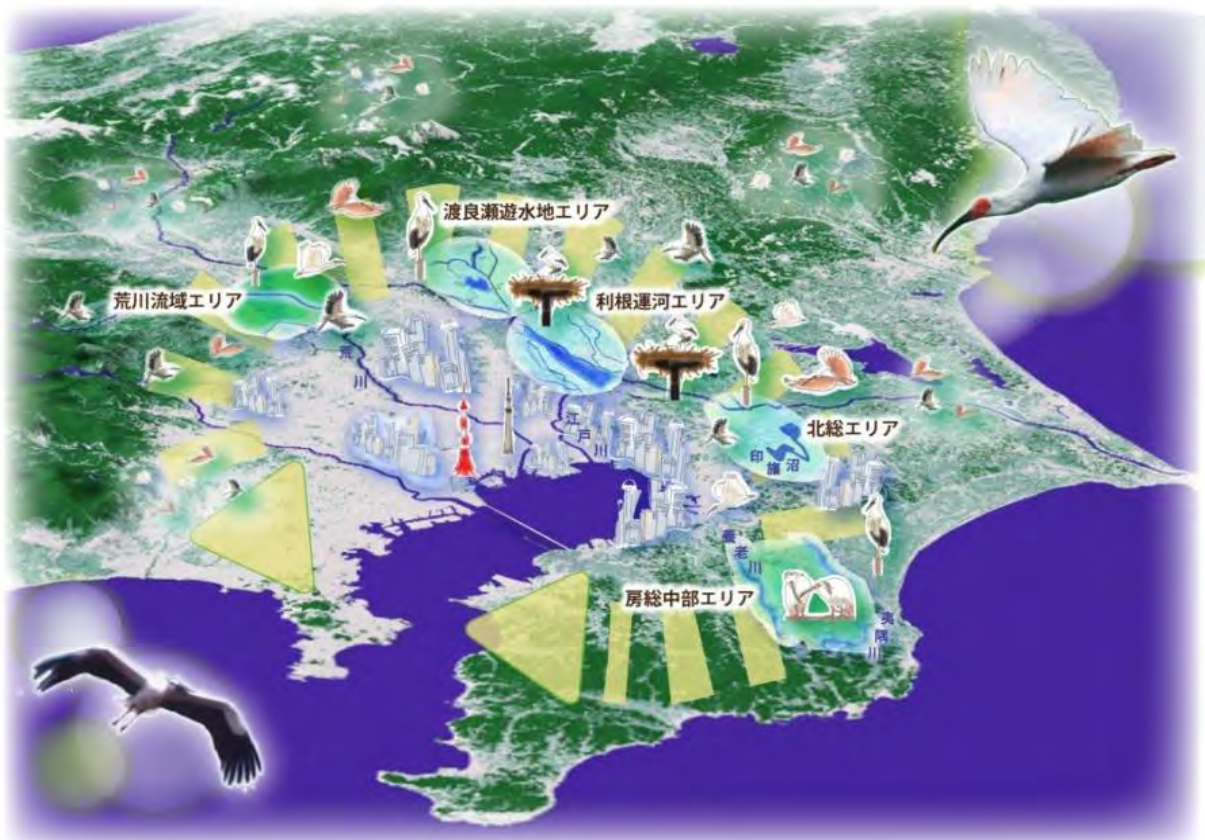 渡良瀬遊水地エリア
荒川流域エリア
利根運河エリア
荒川
江戸川
北総エリア
印旛沼
養老川
房総中部エリア
夷隅川